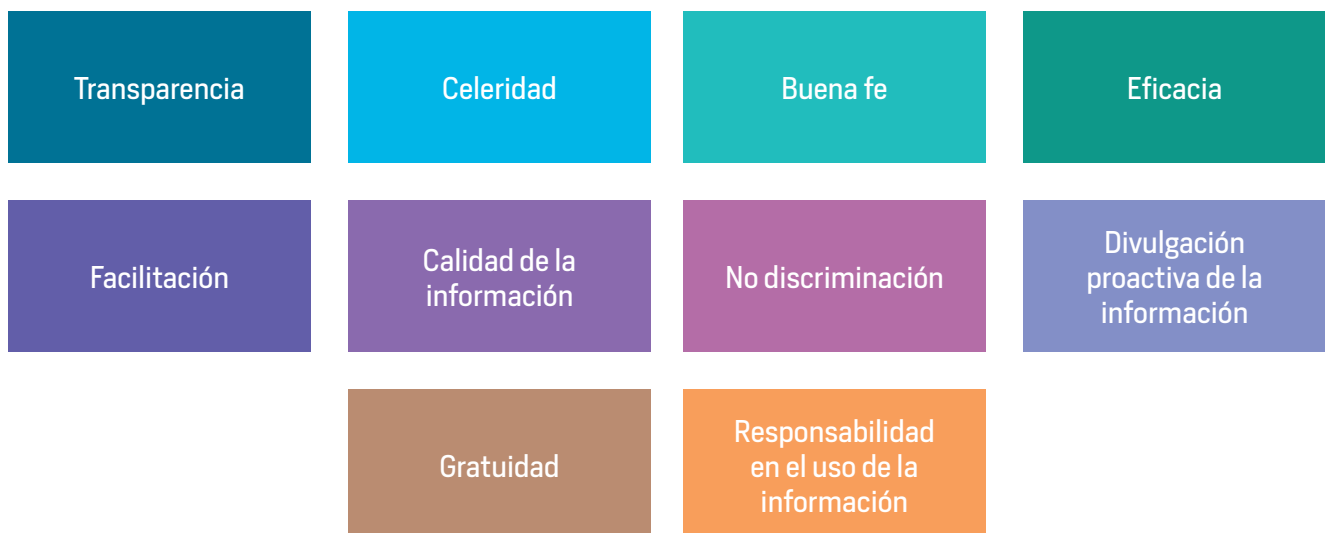 Transparencia
Celeridad
Buena fe
Eficacia
Facilitación
Calidad de la
información
No discriminación
Divulgación
proactiva de la
información
Gratuidad
Responsabilidad
en el uso de la
información